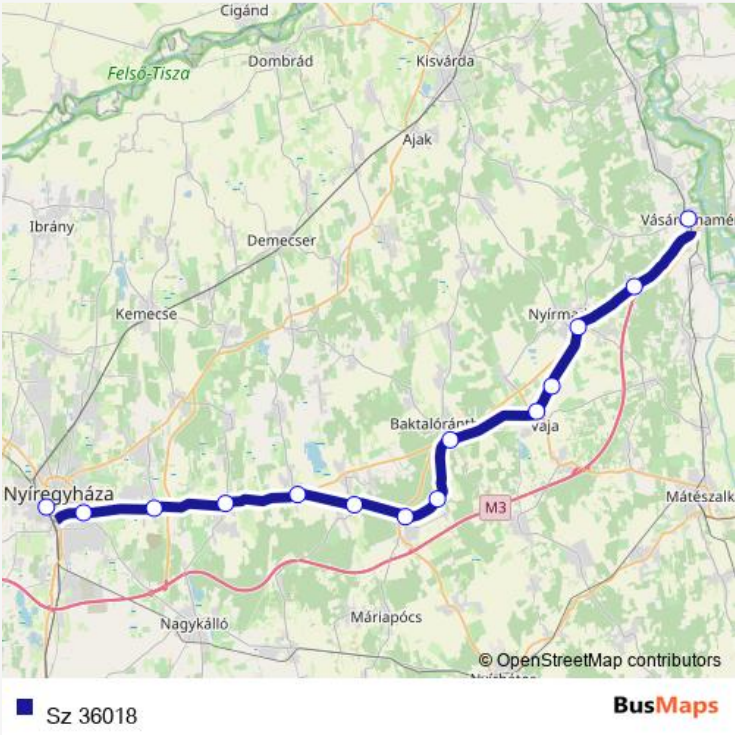 Cigánd
Felső-Tisza
Dombrád
Kisvárda
Ajak
Ibrány
Demecser
Kemecse
Nyíregyháza
Vaja
M3
Mátészalk
Nagykálló
Máriapócs
© OpenStreetMap contributors
Sz 36018
BusMaps